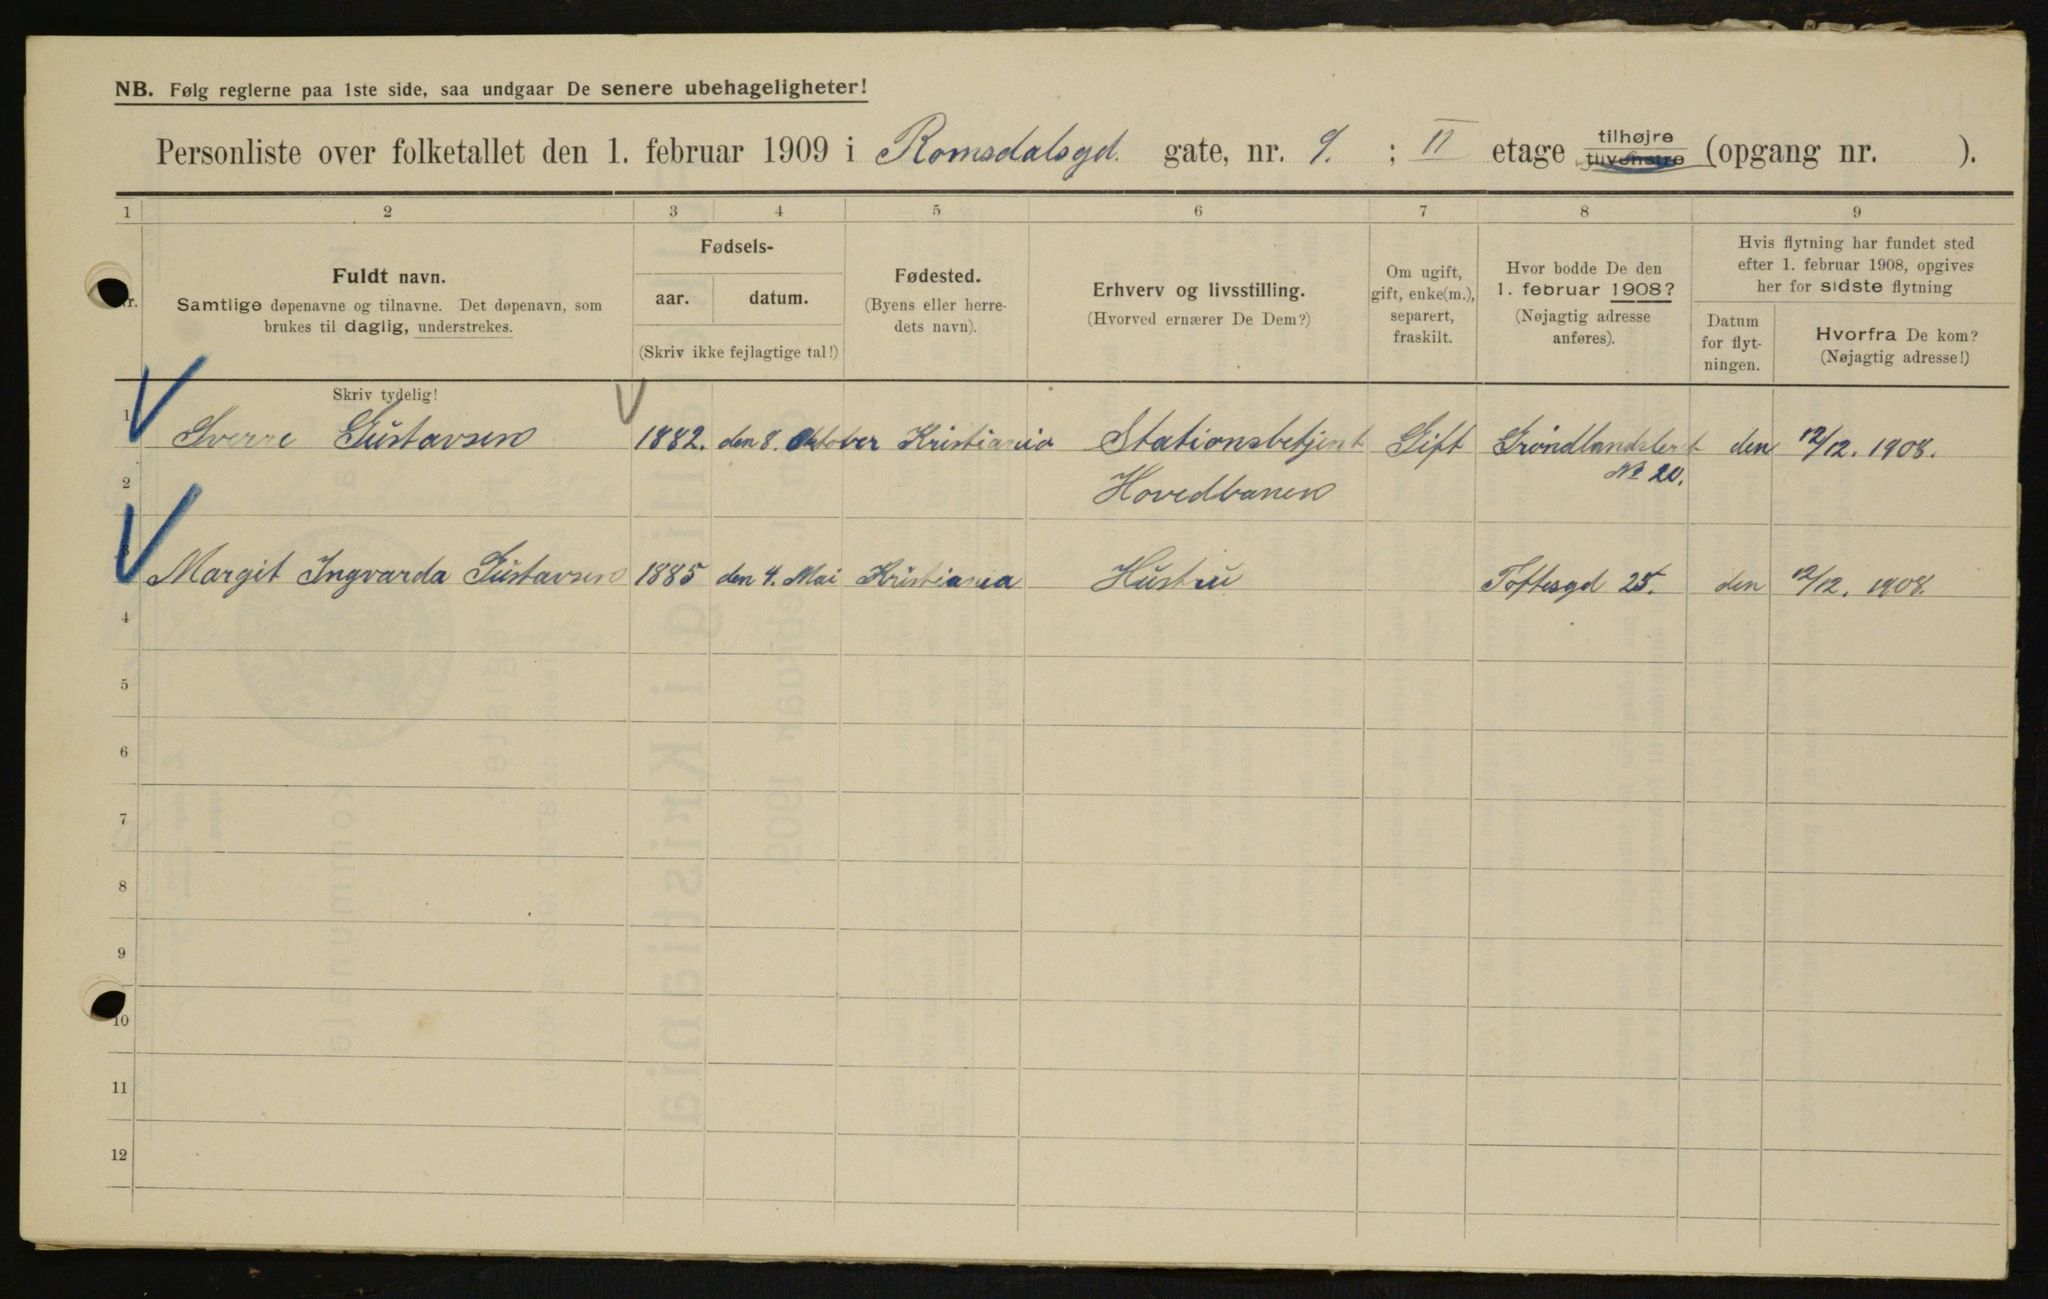 NB. Følg reglerne paa 1ste side, saa undgaar De senere ubehageligheter!
Personliste over folketallet den 1. februar 1909 i Romsdalsgd. gate, nr. 9. ; II etage tilhøjre tilvenstre (opgang nr. ).
1 2 3 4 5 6 7 8 9
Nr. Fuldt navn.
Samtlige døpenavne og tilnavne. Det døpenavn, som
brukes til daglig, understrekes.
Fødsels-
aar. datum.
(Skriv ikke fejlagtige tal!)
Fødested.
(Byens eller herre-
dets navn).
Erhverv og livsstilling.
(Hvorved ernærer De Dem?)
Om ugift,
gift, enke(m.),
separert,
fraskilt.
Hvor bodde De den
1. februar 1908?
(Nøjagtig adresse
anføres).
Hvis flytning har fundet sted
efter 1. februar 1908, opgives
her for sidste flytning
Datum
for flyt-
ningen.
Hvorfra De kom?
(Nøjagtig adresse!)
Skriv tydelig!
1 Sverre Gustavsen 1882. den 8. Oktober Kristiania Stationsbetjent Gift Gröndlandsleret den 12/12. 1908.
2 Hovedbanen No 20.
3 Margit Ingvarda Gustavsen 1885 den 4. Mai Kristiania Hustru Toftesgd 25. den 12/12. 1908.
4
5
6
7
8
9
10
11
12